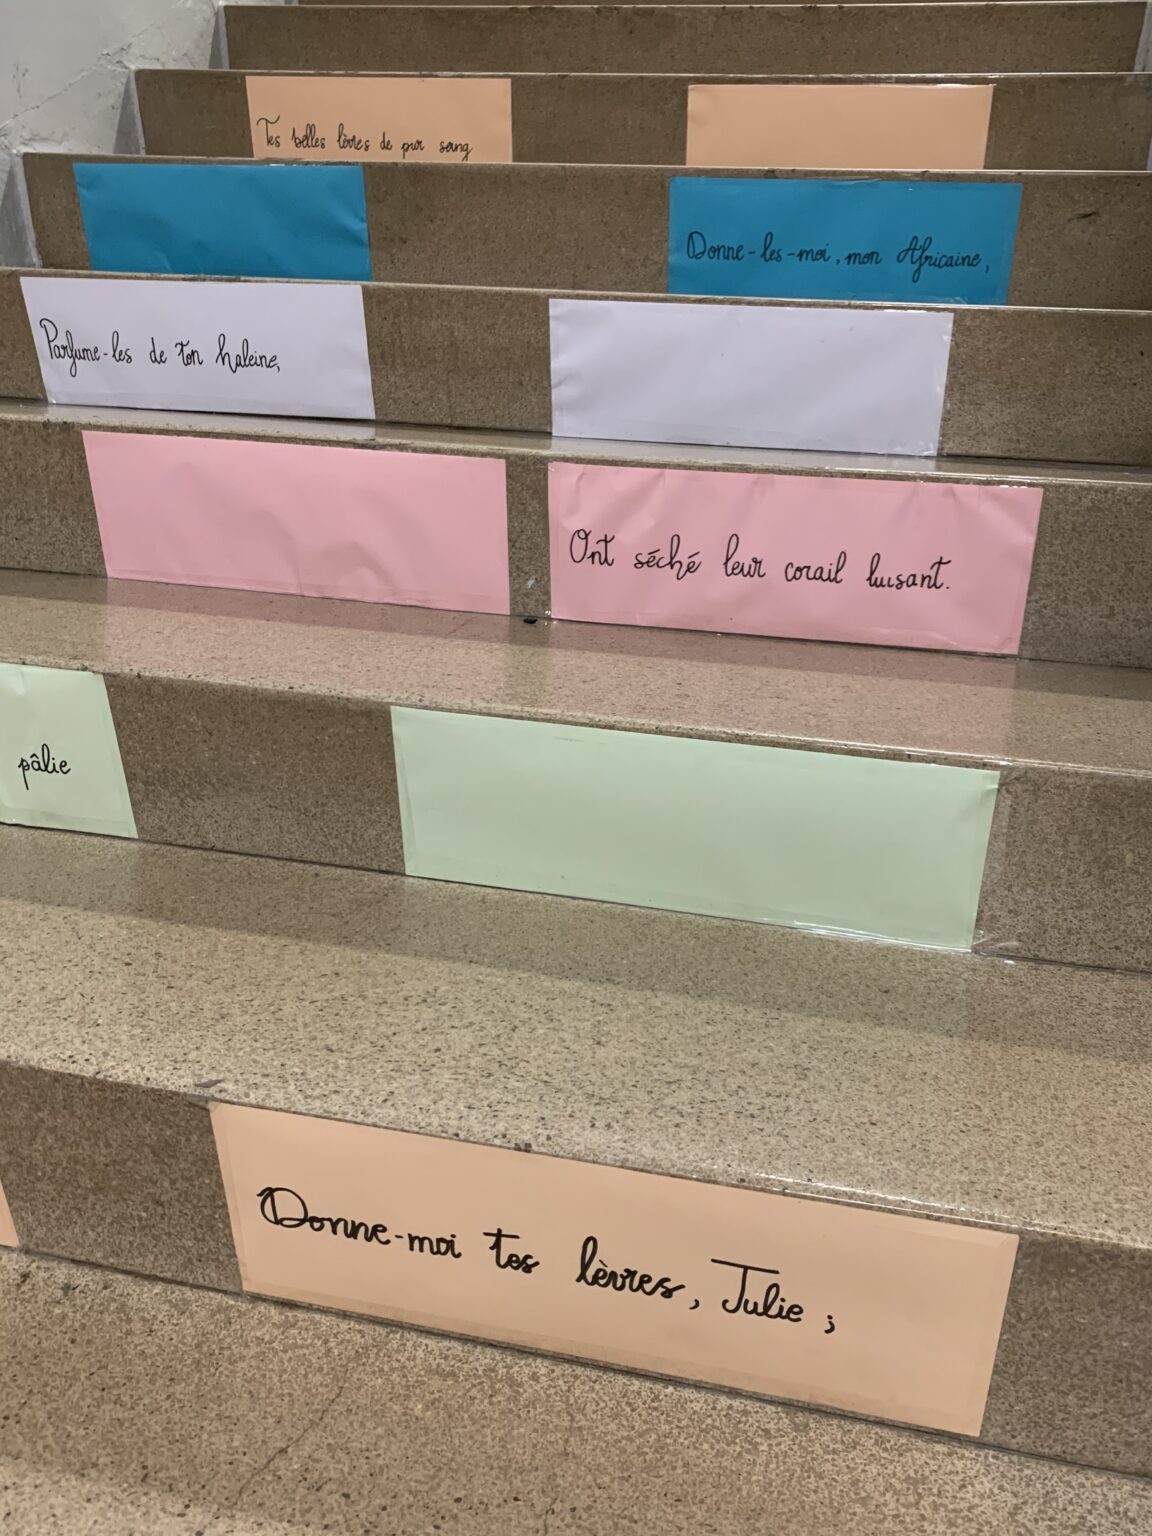 Donne-moi tes lèvres, Julie ;
pâlie
Ont séché leur corail luisant.
Parfume-les de ton haleine,
Donne-les-moi, mon Africaine,
Tes belles lèvres de pur sang